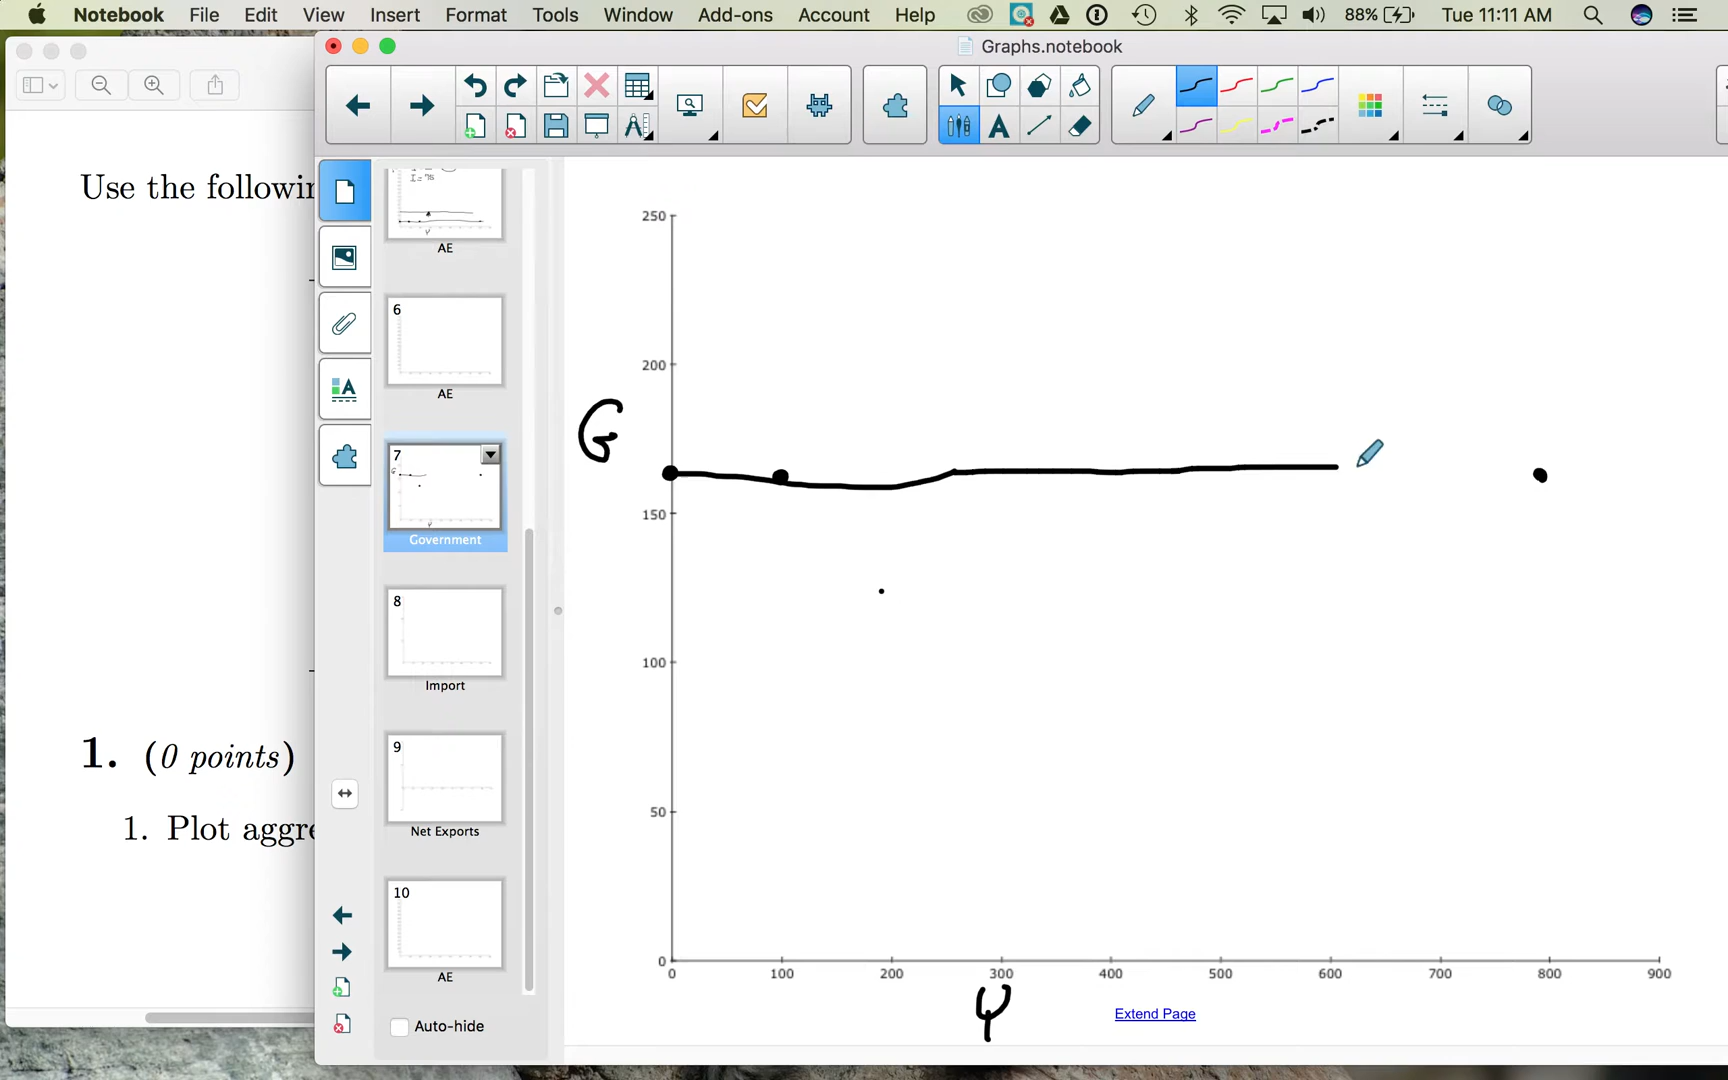 Notebook File Edit View Insert Format Tools Window Add-ons Account Help 88% Tue 11:11 AM
Graphs.notebook
Use the followin
1. (0 points)
1. Plot aggre
I = 75
Y
AE
6
AE
7
G
Y
Government
8
Import
9
Net Exports
10
AE
Auto-hide
250
200
G
150
100
50
0
0 100 200 300 400 500 600 700 800 900
Y
Extend Page